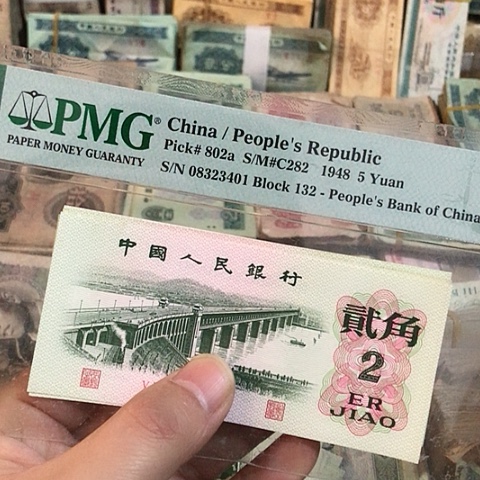 PMG®
PAPER MONEY GUARANTY
China / People's Republic
Pick# 802a S/M#C282 1948 5 Yuan
S/N 08323401 Block 132 - People's Bank of China
中國人民銀行
貳角
2
ER
JIAO